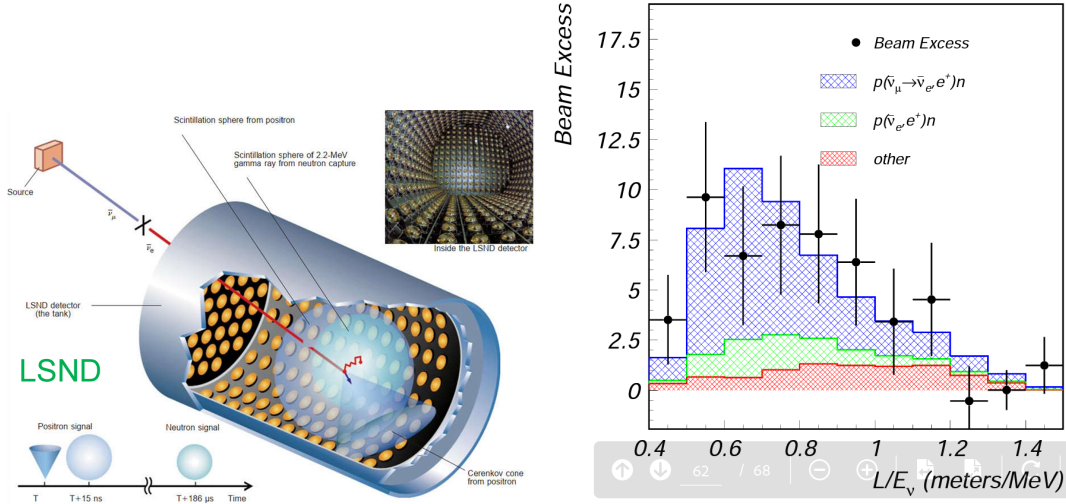 Scintillation sphere from positron
Scintillation sphere of 2.2-MeV
gamma ray from neutron capture
Source
ν̄μ
ν̄e
Inside the LSND detector
LSND detector
(the tank)
LSND
Positron signal
Neutron signal
Cerenkov cone
from positron
T
T+15 ns
T+186 µs
Time
Beam Excess
17.5
15
12.5
10
7.5
5
2.5
0
Beam Excess
p(ν̄μ→ν̄e,e+)n
p(ν̄e,e+)n
other
0.4
0.6
0.8
1
1.2
1.4
L/Eν (meters/MeV)
62 / 68